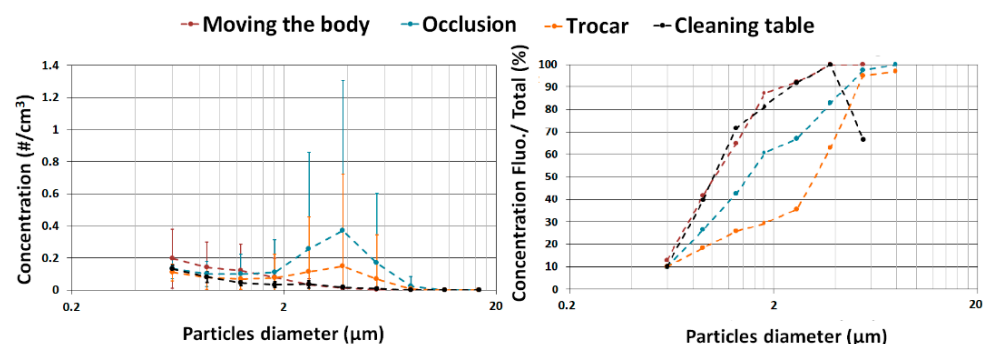 Moving the body Occlusion Trocar Cleaning table
Concentration (#/cm³)
1.4
1.2
1
0.8
0.6
0.4
0.2
0
0.2 2 20
Particles diameter (µm)
Concentration Fluo./ Total (%)
100
90
80
70
60
50
40
30
20
10
0
0.2 2 20
Particles diameter (µm)